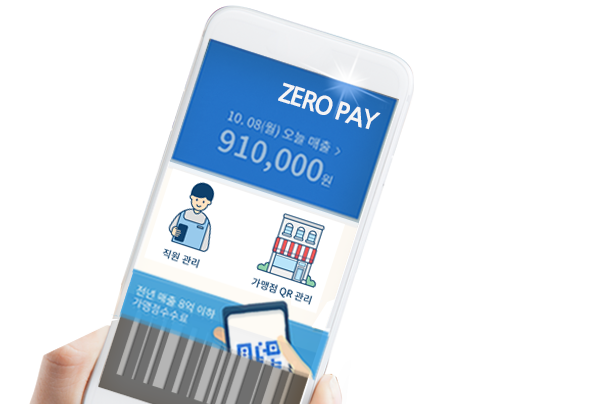 ZERO PAY
10. 08(월) 오늘 매출 >
910,000원
직원 관리
가맹점 QR 관리
전년 매출 8억 이하
가맹점수수료